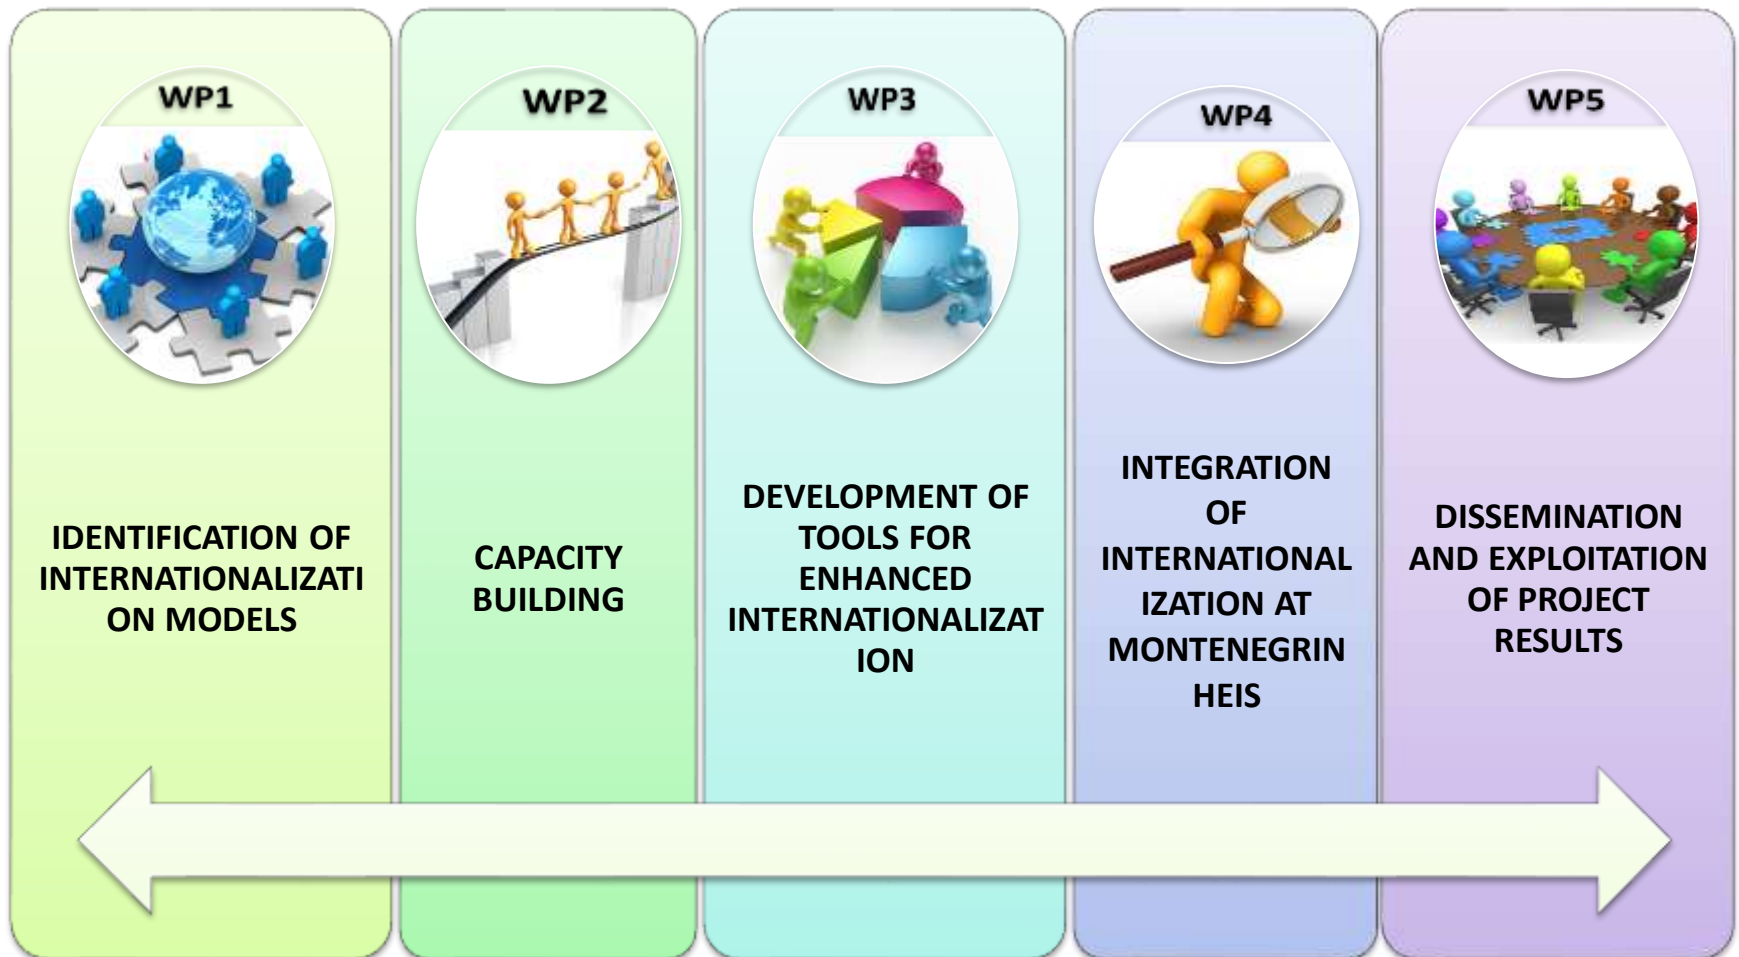 WP1
IDENTIFICATION OF
INTERNATIONALIZATI
ON MODELS
WP2
CAPACITY
BUILDING
WP3
DEVELOPMENT OF
TOOLS FOR
ENHANCED
INTERNATIONALIZAT
ION
WP4
INTEGRATION
OF
INTERNATIONAL
IZATION AT
MONTENEGRIN
HEIS
WP5
DISSEMINATION
AND EXPLOITATION
OF PROJECT
RESULTS